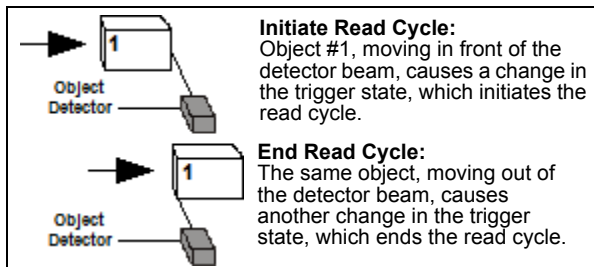 1
Object
Detector
Initiate Read Cycle:
Object #1, moving in front of the
detector beam, causes a change in
the trigger state, which initiates the
read cycle.
1
Object
Detector
End Read Cycle:
The same object, moving out of
the detector beam, causes
another change in the trigger
state, which ends the read cycle.